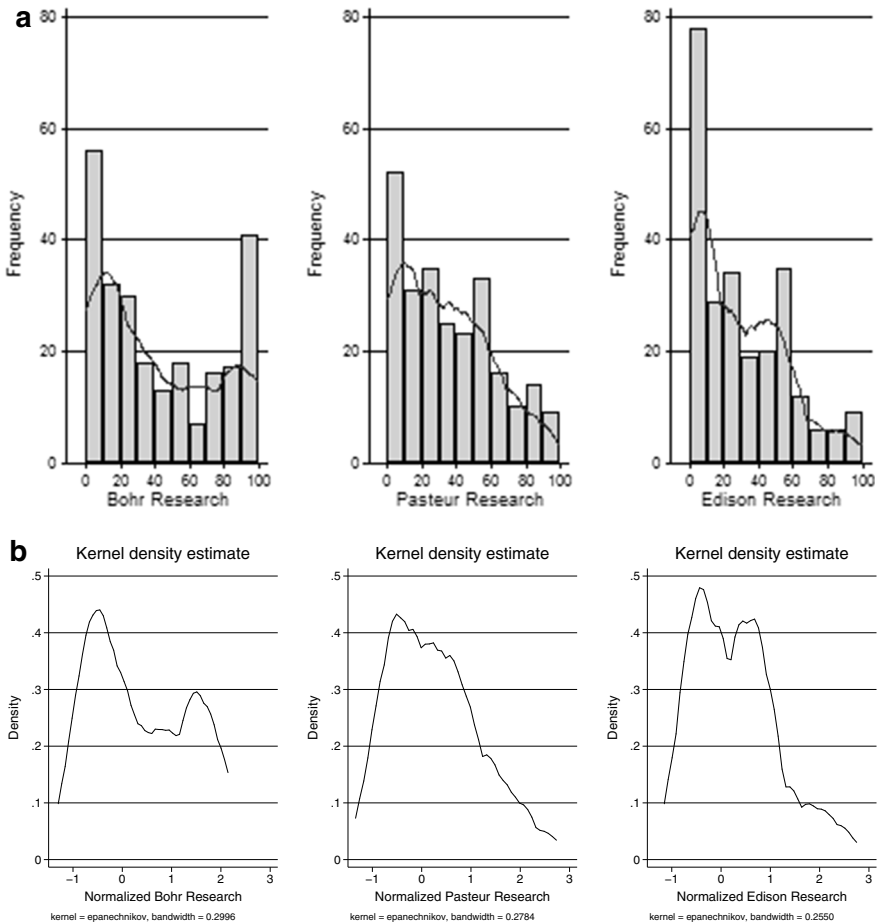 a
80
60
40
20
0
Frequency
0 20 40 60 80 100
Bohr Research
80
60
40
20
0
Frequency
0 20 40 60 80 100
Pasteur Research
80
60
40
20
0
Frequency
0 20 40 60 80 100
Edison Research
b
Kernel density estimate
.5
.4
.3
.2
.1
0
Density
−1 0 1 2 3
Normalized Bohr Research
kernel = epanechnikov, bandwidth = 0.2996
Kernel density estimate
.5
.4
.3
.2
.1
0
Density
−1 0 1 2 3
Normalized Pasteur Research
kernel = epanechnikov, bandwidth = 0.2784
Kernel density estimate
.5
.4
.3
.2
.1
0
Density
−1 0 1 2 3
Normalized Edison Research
kernel = epanechnikov, bandwidth = 0.2550